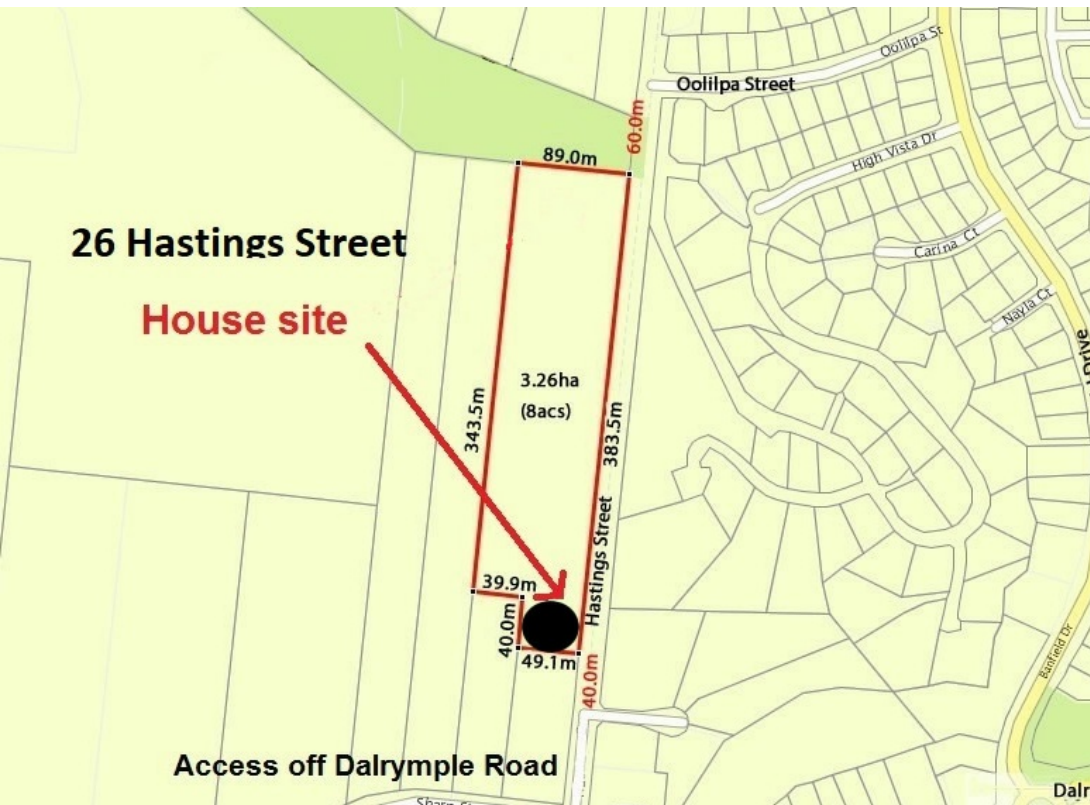 Oolilpa St
Oolilpa Street
60.0m
High Vista Dr
89.0m
26 Hastings Street
Carina Ct
Nayla Ct
House site
Drive
3.26ha
(8acs)
343.5m
383.5m
Hastings Street
39.9m
40.0m
49.1m
Banfield Dr
40.0m
Access off Dalrymple Road